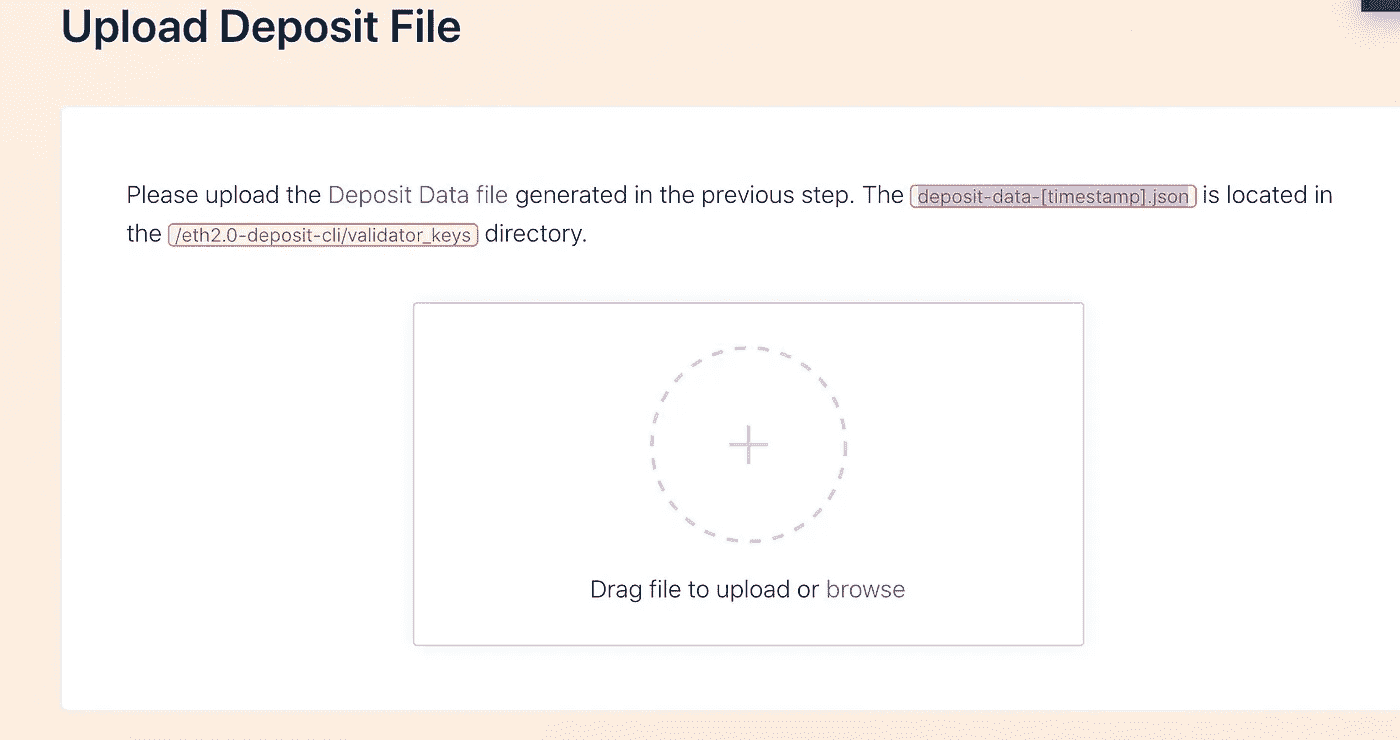 Upload Deposit File
Please upload the Deposit Data file generated in the previous step. The deposit-data-[timestamp].json is located in
the /eth2.0-deposit-cli/validator_keys directory.
Drag file to upload or browse